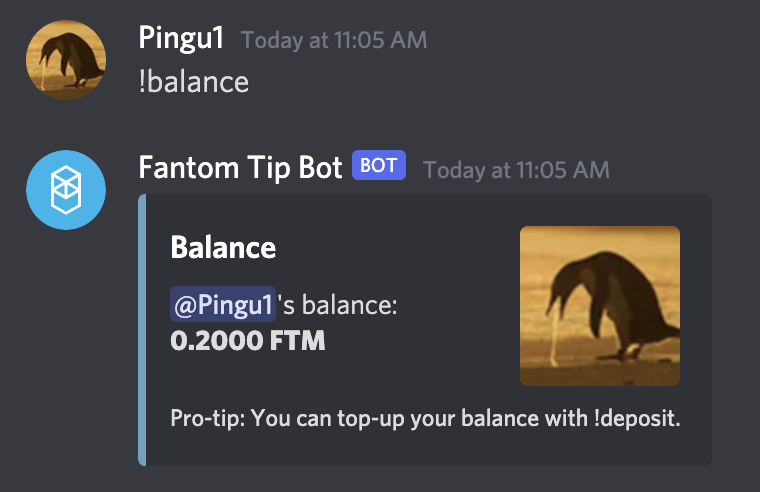 Pingu1 Today at 11:05 AM
!balance
Fantom Tip Bot BOT Today at 11:05 AM
Balance
@Pingu1's balance:
0.2000 FTM
Pro-tip: You can top-up your balance with !deposit.